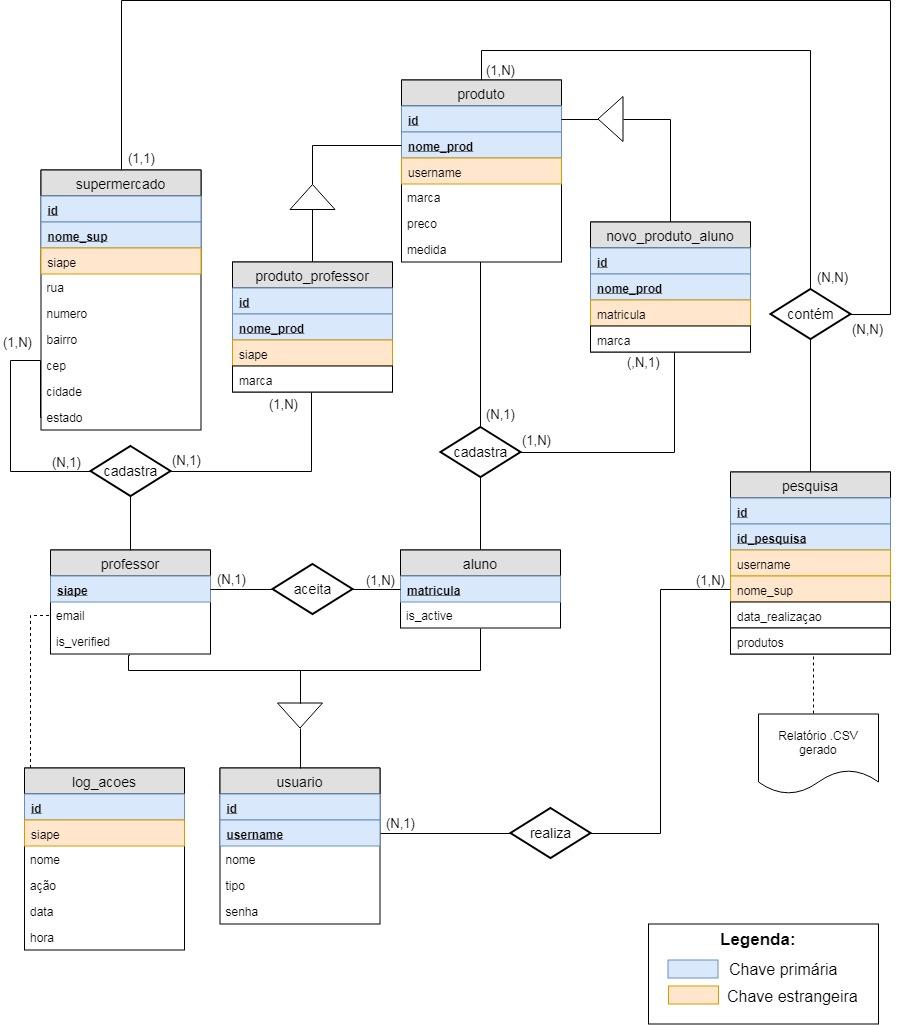 (1,N)
produto
id
nome_prod
username
marca
preco
medida
(1,1)
supermercado
id
nome_sup
siape
rua
numero
bairro
cep
cidade
estado
(1,N)
produto_professor
id
nome_prod
siape
marca
(1,N)
novo_produto_aluno
id
nome_prod
matricula
marca
(,N,1)
(N,N)
contém
(N,N)
(N,1)
cadastra
(N,1)
(N,1)
cadastra
(1,N)
pesquisa
id
id_pesquisa
username
nome_sup
data_realizaçao
produtos
(1,N)
professor
siape
email
is_verified
(N,1)
aceita
(1,N)
aluno
matricula
is_active
Relatório .CSV
gerado
log_acoes
id
siape
nome
ação
data
hora
usuario
id
username
nome
tipo
senha
(N,1)
realiza
Legenda:
Chave primária
Chave estrangeira